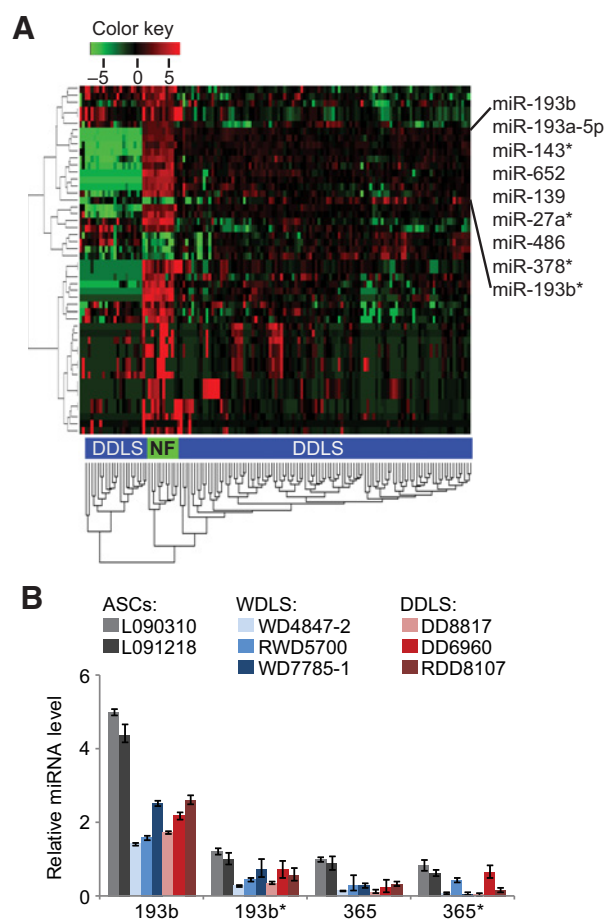 A
Color key
−5 0 5
miR-193b
miR-193a-5p
miR-143*
miR-652
miR-139
miR-27a*
miR-486
miR-378*
miR-193b*
DDLS NF DDLS
B
ASCs: WDLS: DDLS:
L090310 WD4847-2 DD8817
L091218 RWD5700 DD6960
WD7785-1 RDD8107
Relative miRNA level
6
4
2
0
193b 193b* 365 365*